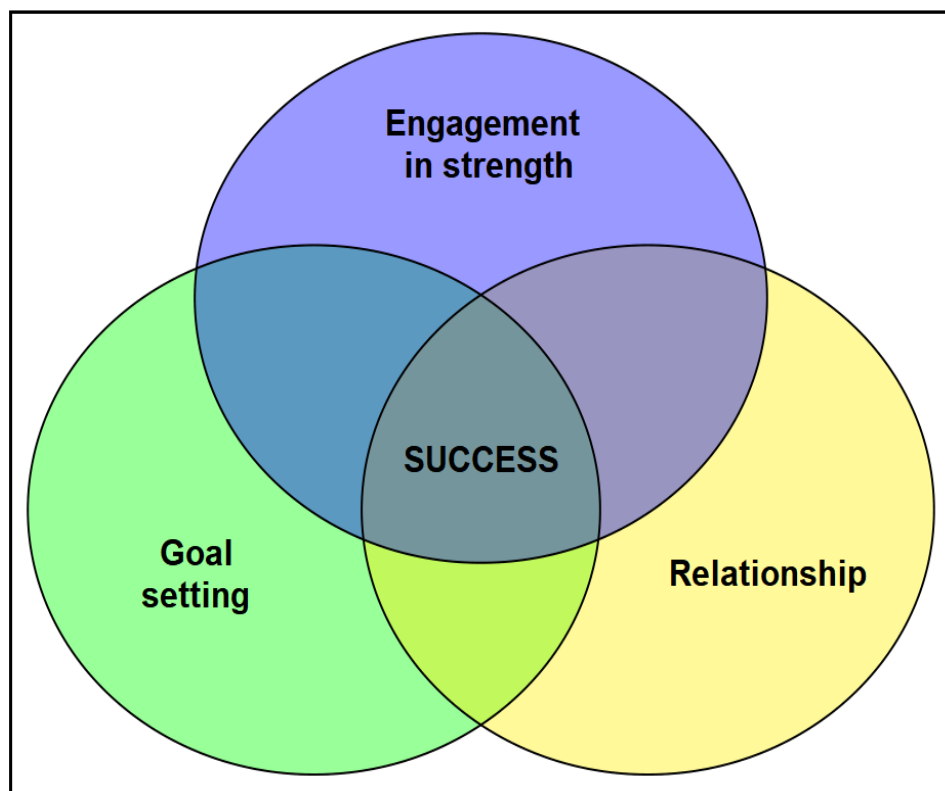 Engagement
in strength
SUCCESS
Goal
setting
Relationship